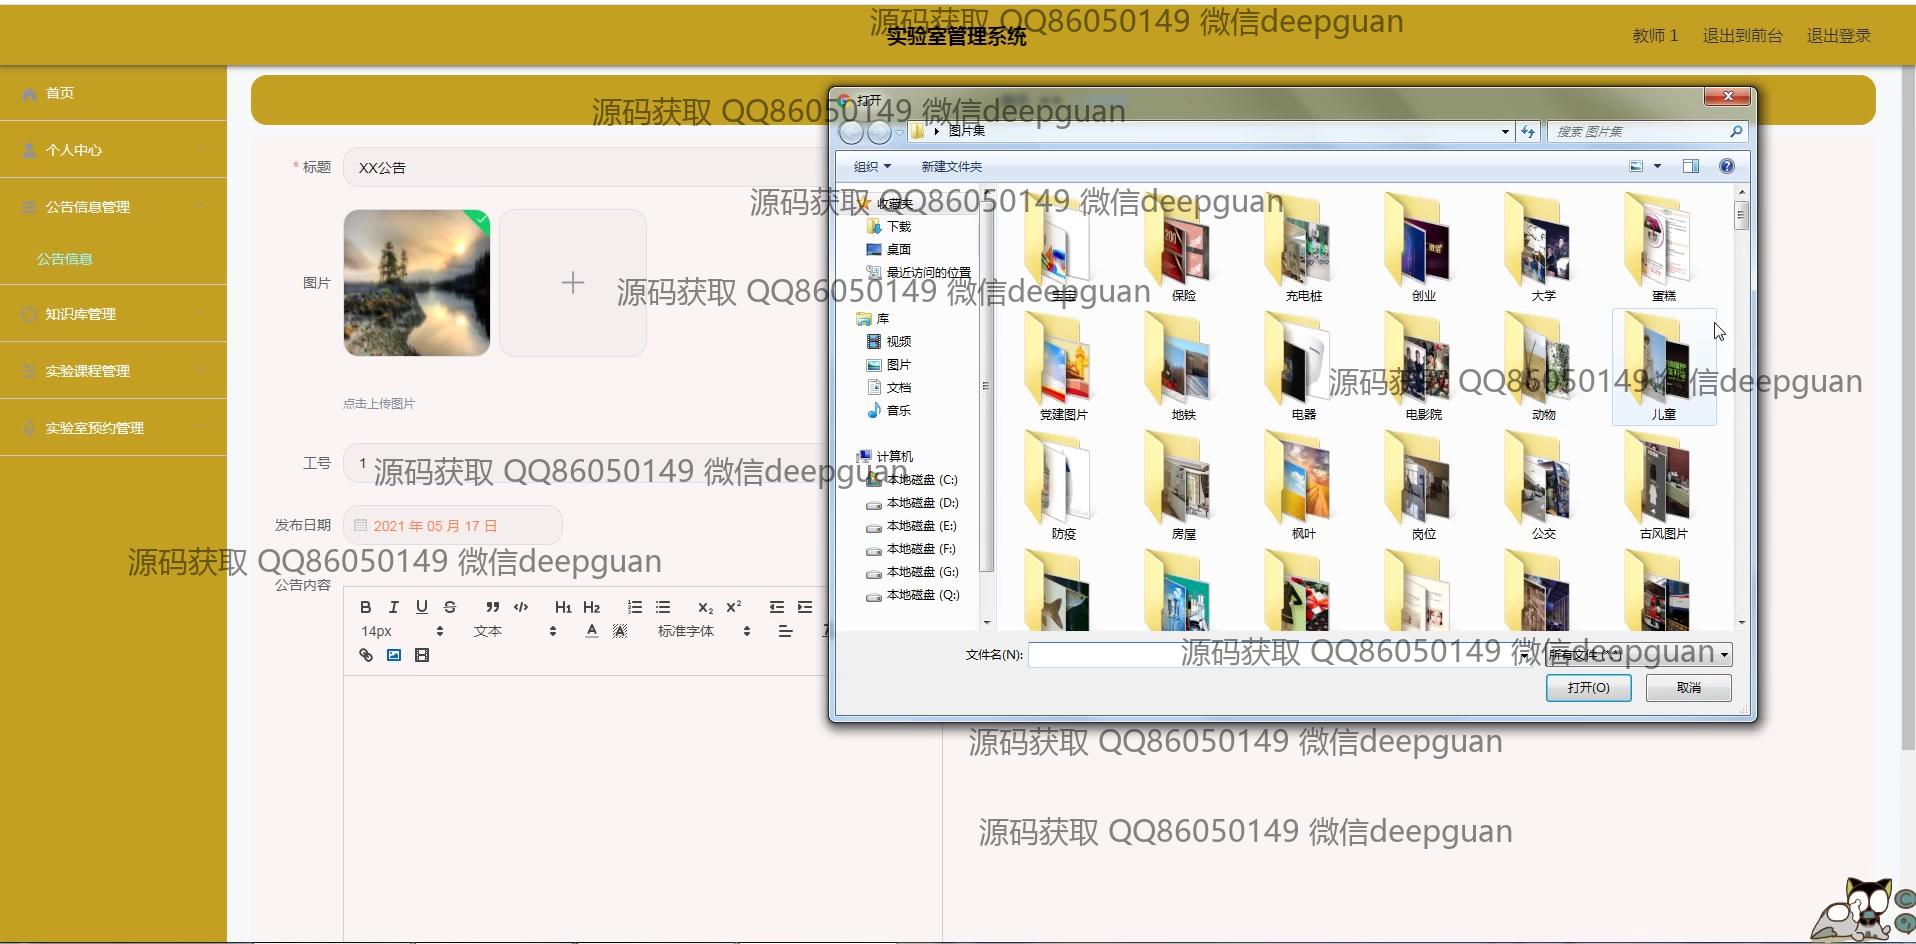 源码获取 QQ86050149 微信deepguan
实验室管理系统
教师 1 退出到前台 退出登录
首页
个人中心
公告信息管理
公告信息
知识库管理
实验课程管理
实验室预约管理
源码获取 QQ86050149 微信deepguan
* 标题 XX公告
图片
点击上传图片
工号 1
源码获取 QQ86050149 微信deepguan
发布日期 2021 年 05 月 17 日
源码获取 QQ86050149 微信deepguan
公告内容
B I U S H1 H2 X2 X2
14px 文本 A A 标准字体
打开
图片集
搜索 图片集
组织 新建文件夹
源码获取 QQ86050149 微信deepguan
收藏夹
下载
桌面
最近访问的位置
源码获取 QQ86050149 微信deepguan
库
视频
图片
文档
音乐
计算机
本地磁盘 (C:)
本地磁盘 (D:)
本地磁盘 (E:)
本地磁盘 (F:)
本地磁盘 (G:)
本地磁盘 (Q:)
宝宝 保险 充电桩 创业 大学 蛋糕
源码获取 QQ86050149 微信deepguan
党建图片 地铁 电器 电影院 动物 儿童
防疫 房屋 枫叶 岗位 公交 古风图片
文件名(N): 所有文件 (*.*)
源码获取 QQ86050149 微信deepguan
打开(O) 取消
源码获取 QQ86050149 微信deepguan
源码获取 QQ86050149 微信deepguan